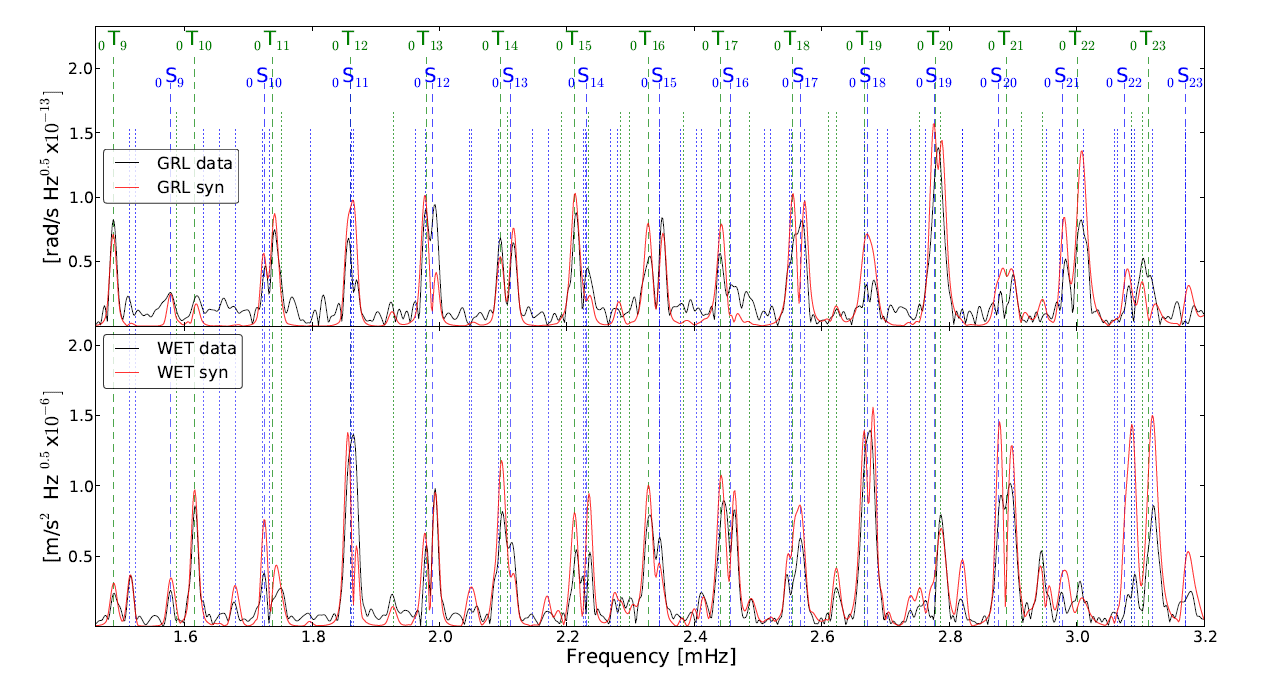 0T9 0T10 0T11 0T12 0T13 0T14 0T15 0T16 0T17 0T18 0T19 0T20 0T21 0T22 0T23
0S9 0S10 0S11 0S12 0S13 0S14 0S15 0S16 0S17 0S18 0S19 0S20 0S21 0S22 0S23
2.0
1.5
1.0
0.5
[rad/s Hz^0.5 x10^−13]
GRL data
GRL syn
2.0
1.5
1.0
0.5
[m/s² Hz^0.5 x10^−6]
WET data
WET syn
1.6 1.8 2.0 2.2 2.4 2.6 2.8 3.0 3.2
Frequency [mHz]